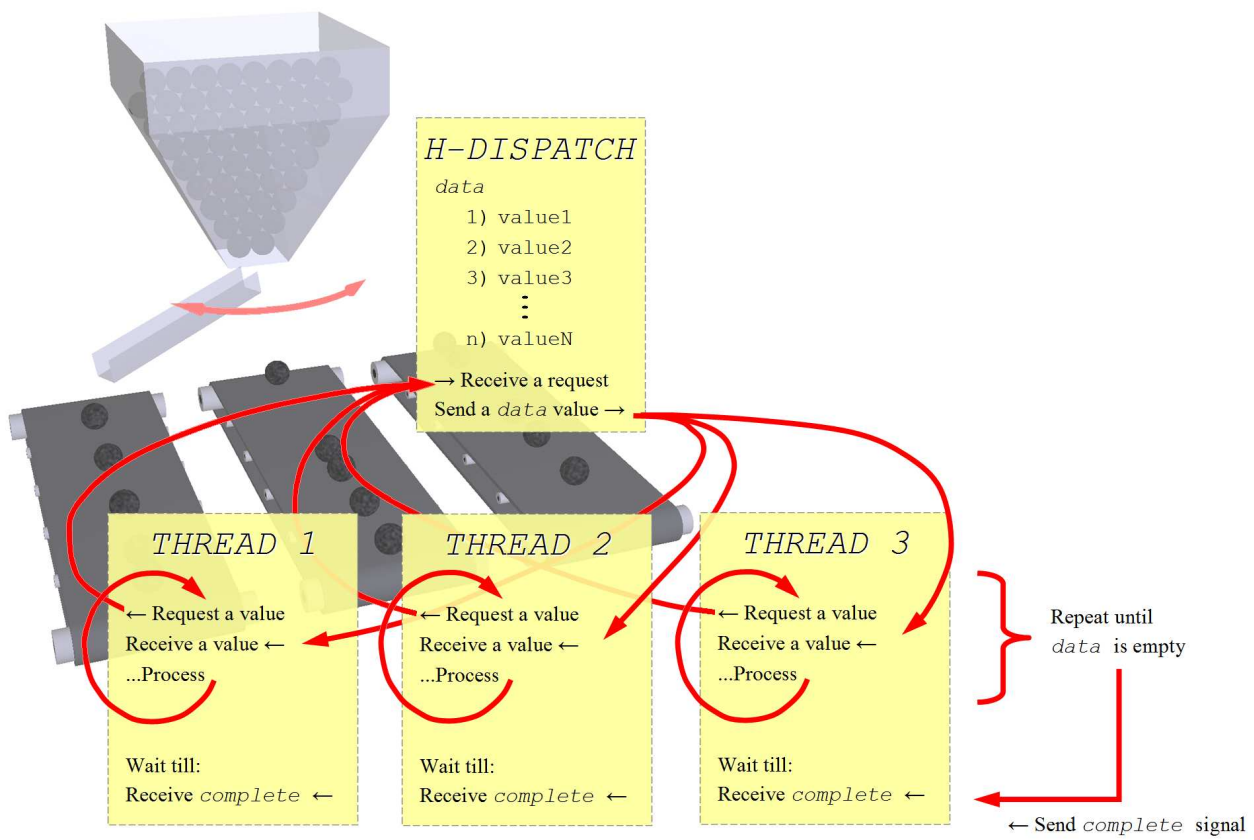 H-DISPATCH
data
1) value1
2) value2
3) value3
⋮
n) valueN
→ Receive a request
Send a data value →
THREAD 1
← Request a value
Receive a value ←
...Process
Wait till:
Receive complete ←
THREAD 2
← Request a value
Receive a value ←
...Process
Wait till:
Receive complete ←
THREAD 3
← Request a value
Receive a value ←
...Process
Wait till:
Receive complete ←
Repeat until
data is empty
← Send complete signal